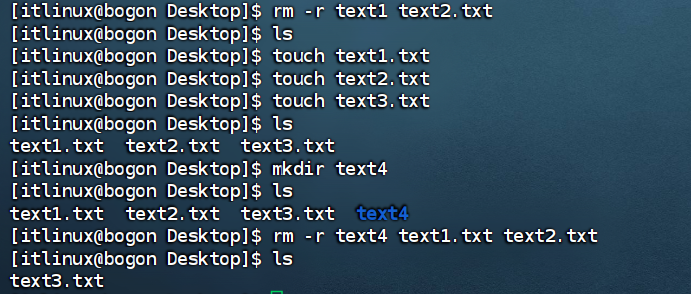 [itlinux@bogon Desktop]$ rm -r text1 text2.txt
[itlinux@bogon Desktop]$ ls
[itlinux@bogon Desktop]$ touch text1.txt
[itlinux@bogon Desktop]$ touch text2.txt
[itlinux@bogon Desktop]$ touch text3.txt
[itlinux@bogon Desktop]$ ls
text1.txt  text2.txt  text3.txt
[itlinux@bogon Desktop]$ mkdir text4
[itlinux@bogon Desktop]$ ls
text1.txt  text2.txt  text3.txt  text4
[itlinux@bogon Desktop]$ rm -r text4 text1.txt text2.txt
[itlinux@bogon Desktop]$ ls
text3.txt